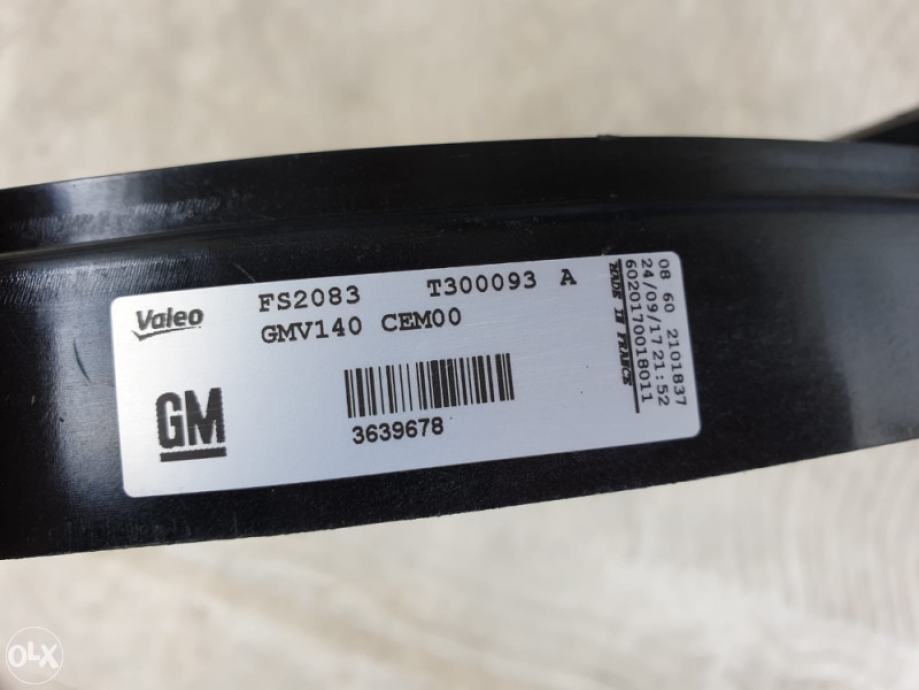 Valeo
FS2083 T300093 A
GMV140 CEM00
GM
3639678
MADE IN FRANCE
08 60 2101837
24/09/17 21:52
6020170018011
OLX